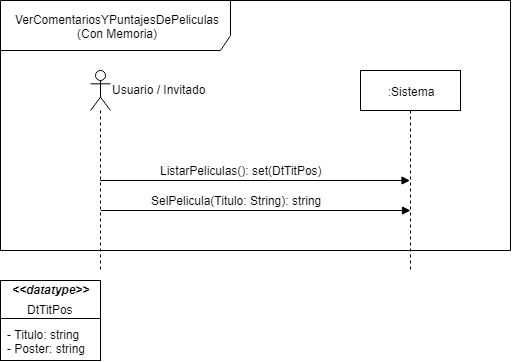 VerComentariosYPuntajesDePeliculas
(Con Memoria)
Usuario / Invitado
:Sistema
ListarPeliculas(): set(DtTitPos)
SelPelicula(Titulo: String): string
<<datatype>>
DtTitPos
- Titulo: string
- Poster: string